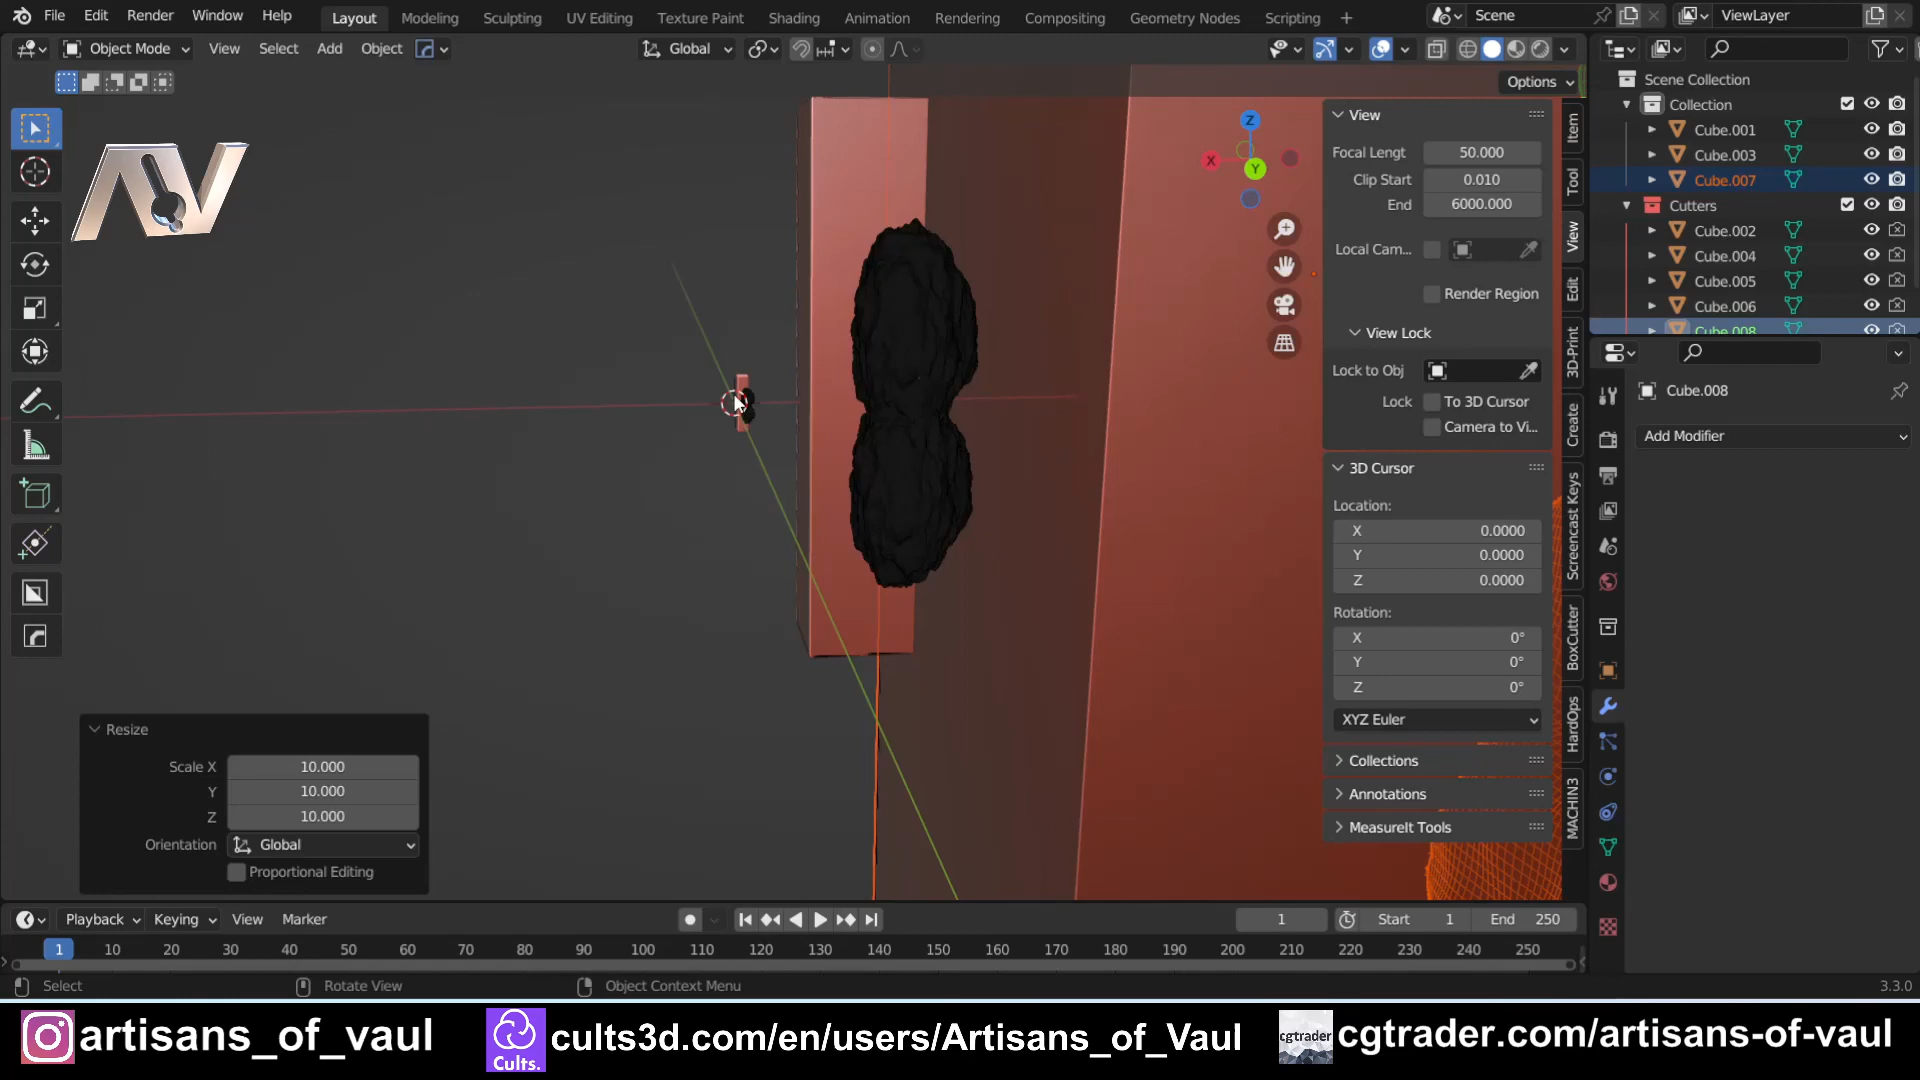 File Edit Render Window Help Layout Modeling Sculpting UV Editing Texture Paint Shading Animation Rendering Compositing Geometry Nodes Scripting + Scene ViewLayer
Object Mode View Select Add Object Global
Options
Scene Collection
Collection
Cube.001
Cube.003
Cube.007
Cutters
Cube.002
Cube.004
Cube.005
Cube.006
Cube.008
AV
Z
X
Y
View
Focal Lengt 50.000
Clip Start 0.010
End 6000.000
Local Cam...
Render Region
View Lock
Lock to Obj
Lock To 3D Cursor
Camera to Vi...
3D Cursor
Location:
X 0.0000
Y 0.0000
Z 0.0000
Rotation:
X 0°
Y 0°
Z 0°
XYZ Euler
Collections
Annotations
MeasureIt Tools
Item
Tool
View
Edit
3D-Print
Create
Screencast Keys
BoxCutter
HardOps
MACHIN3
Cube.008
Add Modifier
Resize
Scale X 10.000
Y 10.000
Z 10.000
Orientation Global
Proportional Editing
Playback Keying View Marker 1 Start 1 End 250
1 10 20 30 40 50 60 70 80 90 100 110 120 130 140 150 160 170 180 190 200 210 220 230 240 250
Select Rotate View Object Context Menu 3.3.0
artisans_of_vaul Cults. cults3d.com/en/users/Artisans_of_Vaul cgtrader cgtrader.com/artisans-of-vaul